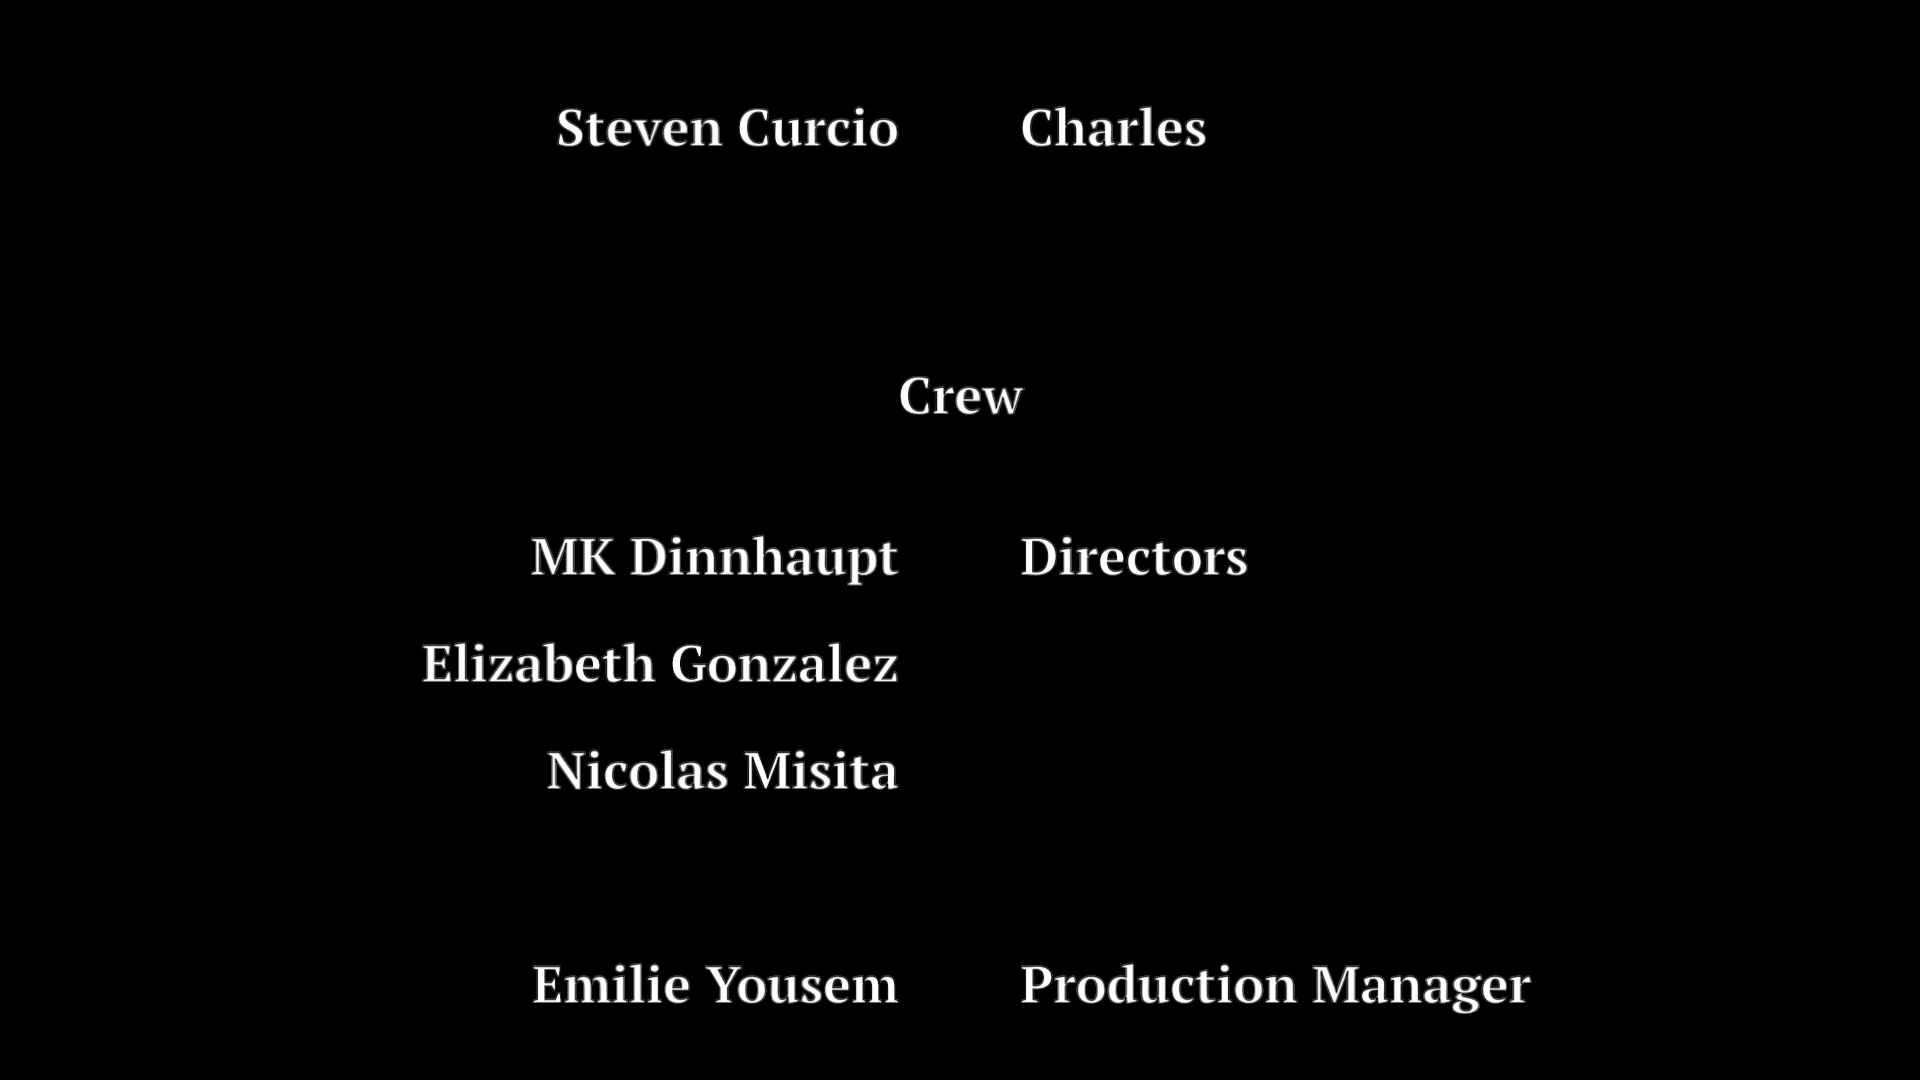 Steven Curcio Charles
Crew
MK Dinnhaupt Directors
Elizabeth Gonzalez
Nicolas Misita
Emilie Yousem Production Manager